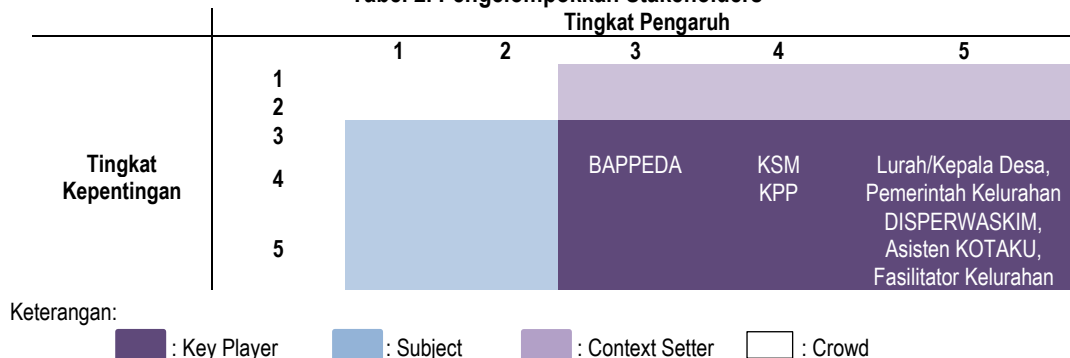 Tabel 2. Pengelompokkan Stakeholders
Tingkat Pengaruh
1 2 3 4 5
1
2
3
Tingkat Kepentingan
4
BAPPEDA
KSM
KPP
Lurah/Kepala Desa,
Pemerintah Kelurahan
5
DISPERWASKIM,
Asisten KOTAKU,
Fasilitator Kelurahan
Keterangan:
: Key Player : Subject : Context Setter : Crowd